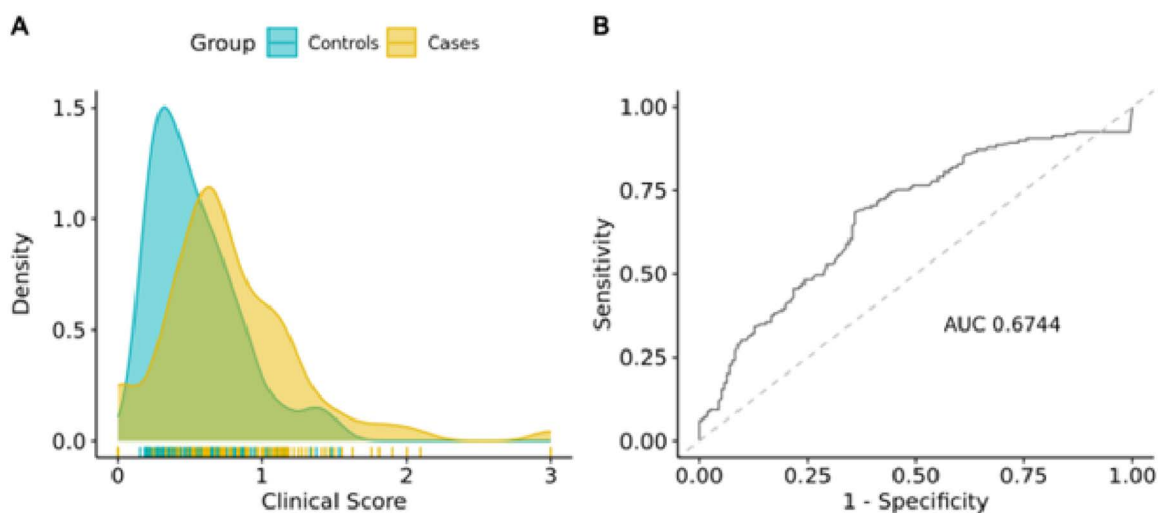 A
Group Controls Cases
1.5
1.0
0.5
0.0
Density
0 1 2 3
Clinical Score
B
1.00
0.75
0.50
0.25
0.00
Sensitivity
AUC 0.6744
0.00 0.25 0.50 0.75 1.00
1 - Specificity